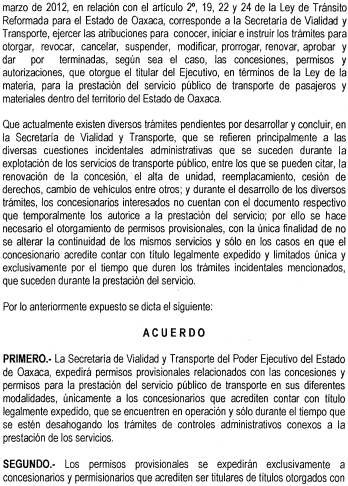 marzo de 2012, en relación con el artículo 2º, 19, 22 y 24 de la Ley de Tránsito
Reformada para el Estado de Oaxaca, corresponde a la Secretaría de Vialidad y
Transporte, ejercer las atribuciones para conocer, iniciar e instruir los trámites para
otorgar, revocar, cancelar, suspender, modificar, prorrogar, renovar, aprobar y
dar por terminadas, según sea el caso, las concesiones, permisos y
autorizaciones, que otorgue el titular del Ejecutivo, en términos de la Ley de la
materia, para la prestación del servicio público de transporte de pasajeros y
materiales dentro del territorio del Estado de Oaxaca.
Que actualmente existen diversos trámites pendientes por desarrollar y concluir, en
la Secretaría de Vialidad y Transporte, que se refieren principalmente a las
diversas cuestiones incidentales administrativas que se suceden durante la
explotación de los servicios de transporte público, entre los que se pueden citar, la
renovación de la concesión, el alta de unidad, reemplacamiento, cesión de
derechos, cambio de vehículos entre otros; y durante el desarrollo de los diversos
trámites, los concesionarios interesados no cuentan con el documento respectivo
que temporalmente los autorice a la prestación del servicio; por ello se hace
necesario el otorgamiento de permisos provisionales, con la única finalidad de no
se alterar la continuidad de los mismos servicios y sólo en los casos en que el
concesionario acredite contar con título legalmente expedido y limitados única y
exclusivamente por el tiempo que duren los trámites incidentales mencionados,
que suceden durante la prestación del servicio.
Por lo anteriormente expuesto se dicta el siguiente:
A C U E R D O
PRIMERO.- La Secretaría de Vialidad y Transporte del Poder Ejecutivo del Estado
de Oaxaca, expedirá permisos provisionales relacionados con las concesiones y
permisos para la prestación del servicio público de transporte en sus diferentes
modalidades, únicamente a los concesionarios que acrediten contar con título
legalmente expedido, que se encuentren en operación y sólo durante el tiempo que
se estén desahogando los trámites de controles administrativos conexos a la
prestación de los servicios.
SEGUNDO.- Los permisos provisionales se expedirán exclusivamente a
concesionarios y permisionarios que acrediten ser titulares de títulos otorgados con